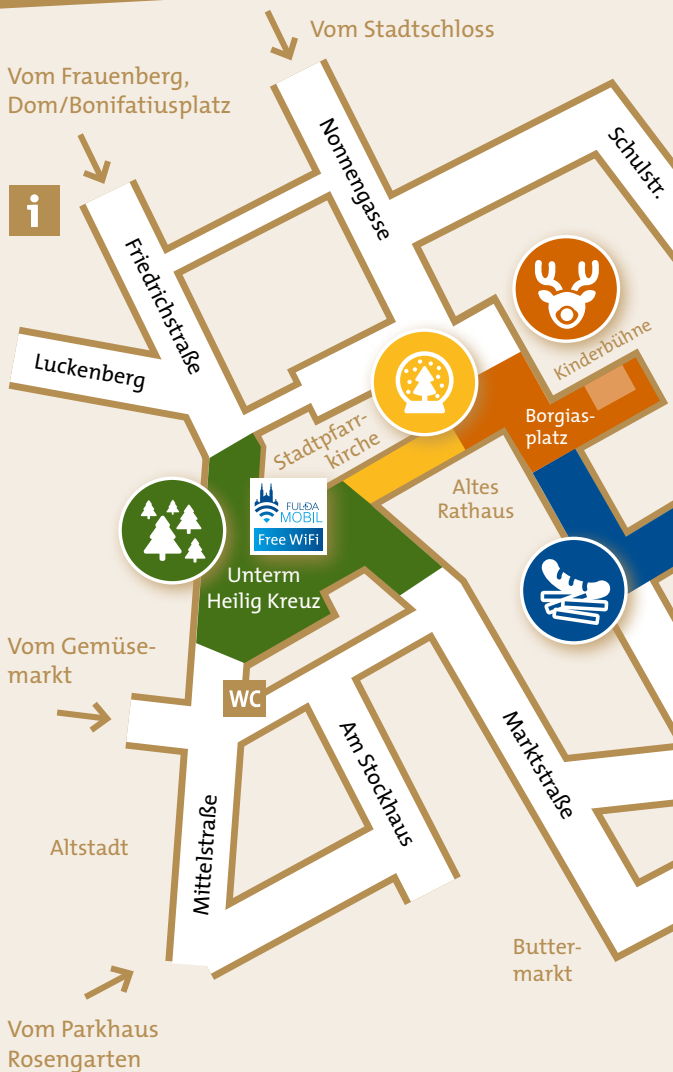 Vom Stadtschloss
Vom Frauenberg,
Dom/Bonifatiusplatz
Nonnengasse
Schulstr.
i
Friedrichstraße
Luckenberg
Kinderbühne
Borgias-
platz
Stadtpfarr-
kirche
Altes
Rathaus
FULDA
MOBIL
Free WiFi
Unterm
Heilig Kreuz
Vom Gemüse-
markt
WC
Am Stockhaus
Marktstraße
Mittelstraße
Altstadt
Butter-
markt
Vom Parkhaus
Rosengarten